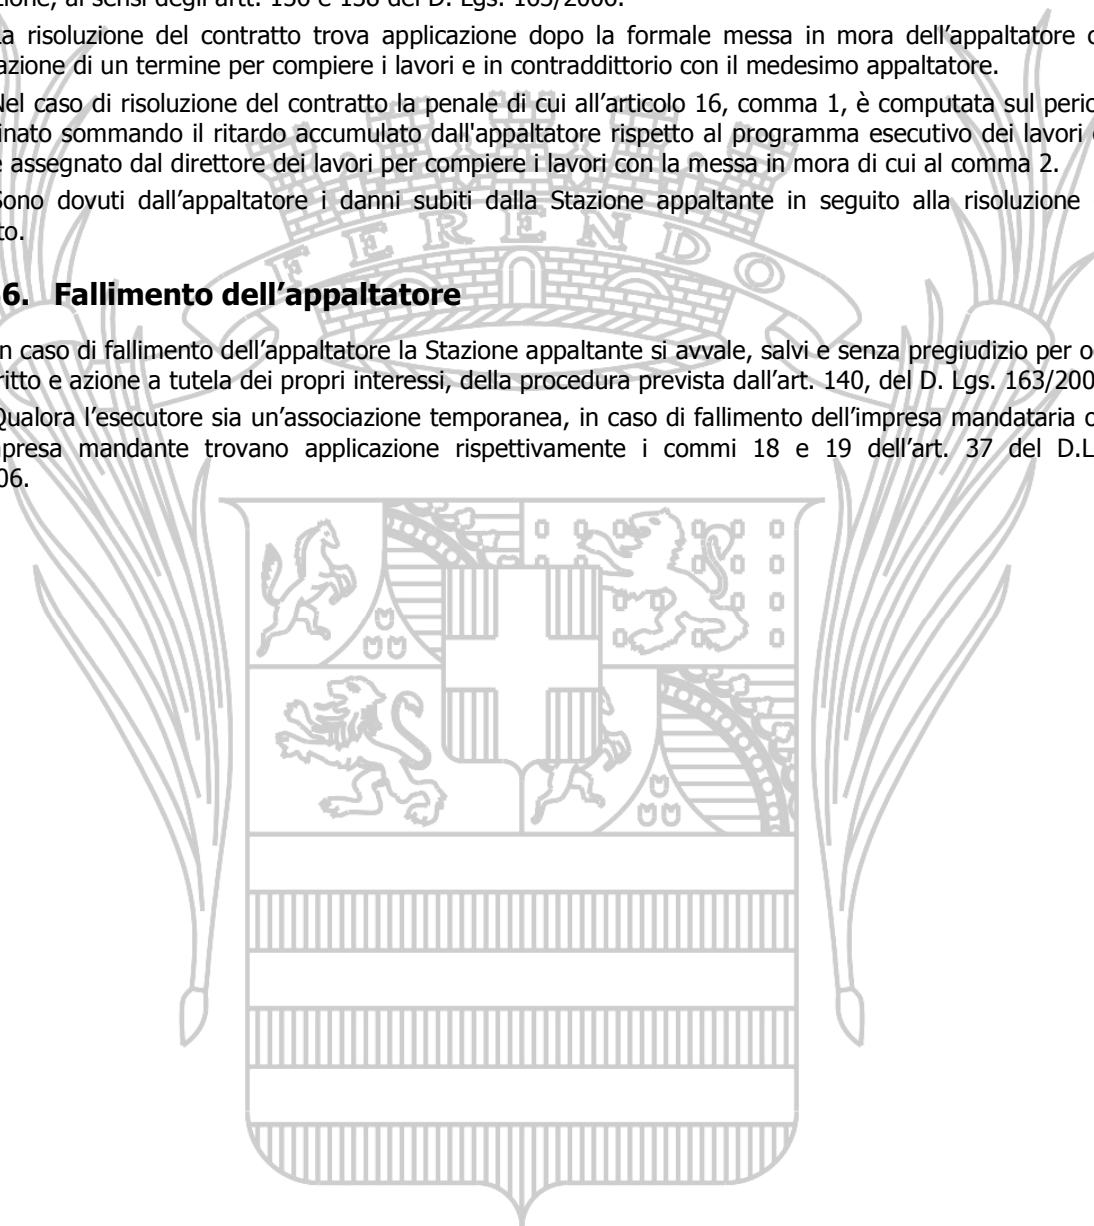 zione, ai sensi degli artt. 136 e 138 del D. Lgs. 163/2006.
La risoluzione del contratto trova applicazione dopo la formale messa in mora dell’appaltatore
azione di un termine per compiere i lavori e in contraddittorio con il medesimo appaltatore.
Nel caso di risoluzione del contratto la penale di cui all’articolo 16, comma 1, è computata sul perio
inato sommando il ritardo accumulato dall'appaltatore rispetto al programma esecutivo dei lavori
e assegnato dal direttore dei lavori per compiere i lavori con la messa in mora di cui al comma 2.
Sono dovuti dall’appaltatore i danni subiti dalla Stazione appaltante in seguito alla risoluzione
to.
FERENDO
6. Fallimento dell’appaltatore
In caso di fallimento dell’appaltatore la Stazione appaltante si avvale, salvi e senza pregiudizio per o
ritto e azione a tutela dei propri interessi, della procedura prevista dall’art. 140, del D. Lgs. 163/200
Qualora l’esecutore sia un’associazione temporanea, in caso di fallimento dell’impresa mandataria
presa mandante trovano applicazione rispettivamente i commi 18 e 19 dell’art. 37 del D.L
06.